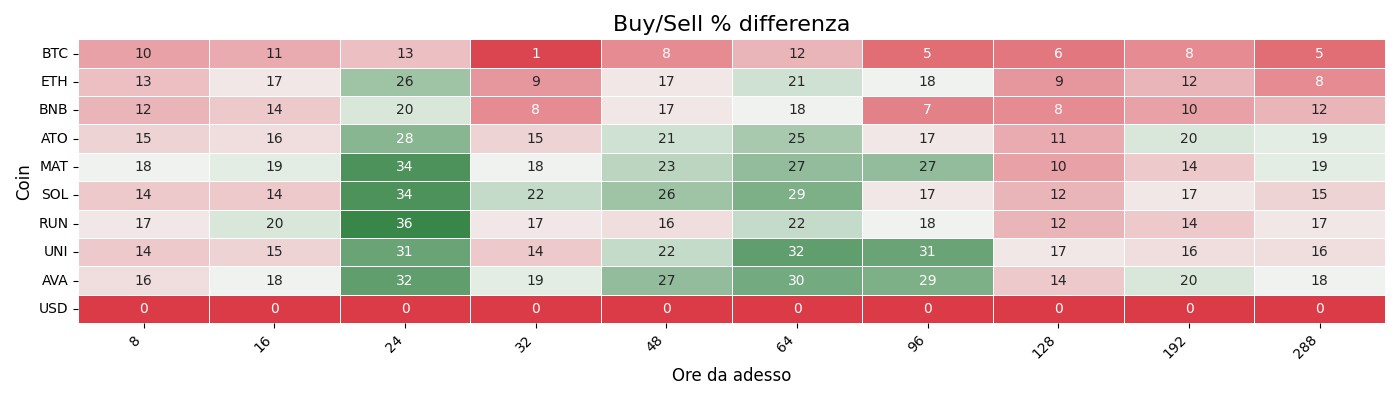 Buy/Sell % differenza
Coin
BTC 10 11 13 1 8 12 5 6 8 5
ETH 13 17 26 9 17 21 18 9 12 8
BNB 12 14 20 8 17 18 7 8 10 12
ATO 15 16 28 15 21 25 17 11 20 19
MAT 18 19 34 18 23 27 27 10 14 19
SOL 14 14 34 22 26 29 17 12 17 15
RUN 17 20 36 17 16 22 18 12 14 17
UNI 14 15 31 14 22 32 31 17 16 16
AVA 16 18 32 19 27 30 29 14 20 18
USD 0 0 0 0 0 0 0 0 0 0
8 16 24 32 48 64 96 128 192 288
Ore da adesso